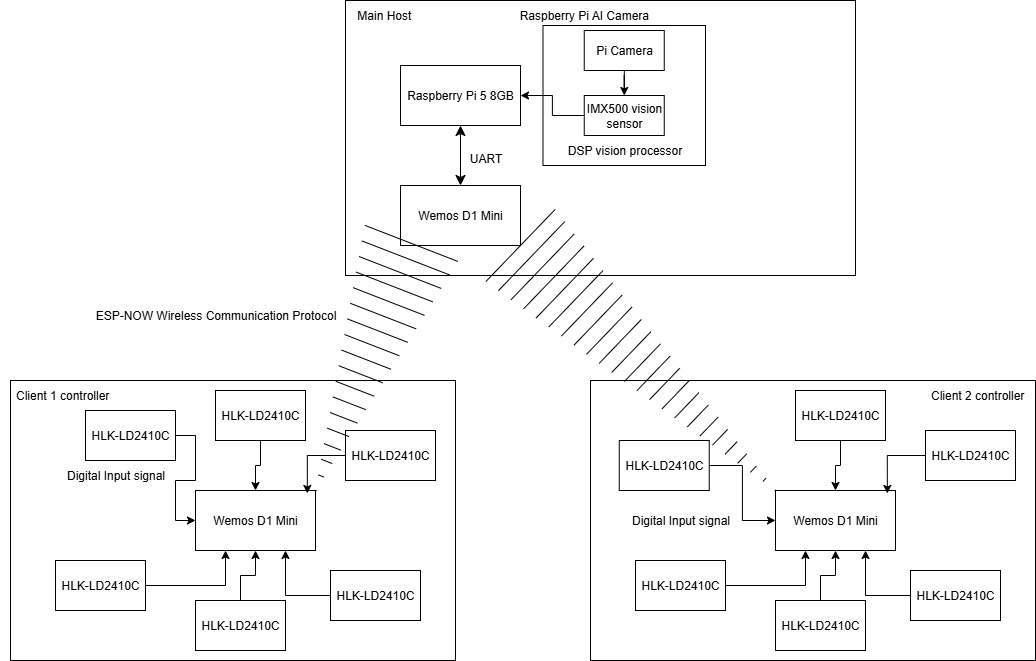 Main Host
Raspberry Pi AI Camera
Pi Camera
Raspberry Pi 5 8GB
IMX500 vision
sensor
DSP vision processor
UART
Wemos D1 Mini
ESP-NOW Wireless Communication Protocol
Client 1 controller
HLK-LD2410C
HLK-LD2410C
HLK-LD2410C
Digital Input signal
Wemos D1 Mini
HLK-LD2410C
HLK-LD2410C
HLK-LD2410C
Client 2 controller
HLK-LD2410C
HLK-LD2410C
HLK-LD2410C
Digital Input signal
Wemos D1 Mini
HLK-LD2410C
HLK-LD2410C
HLK-LD2410C